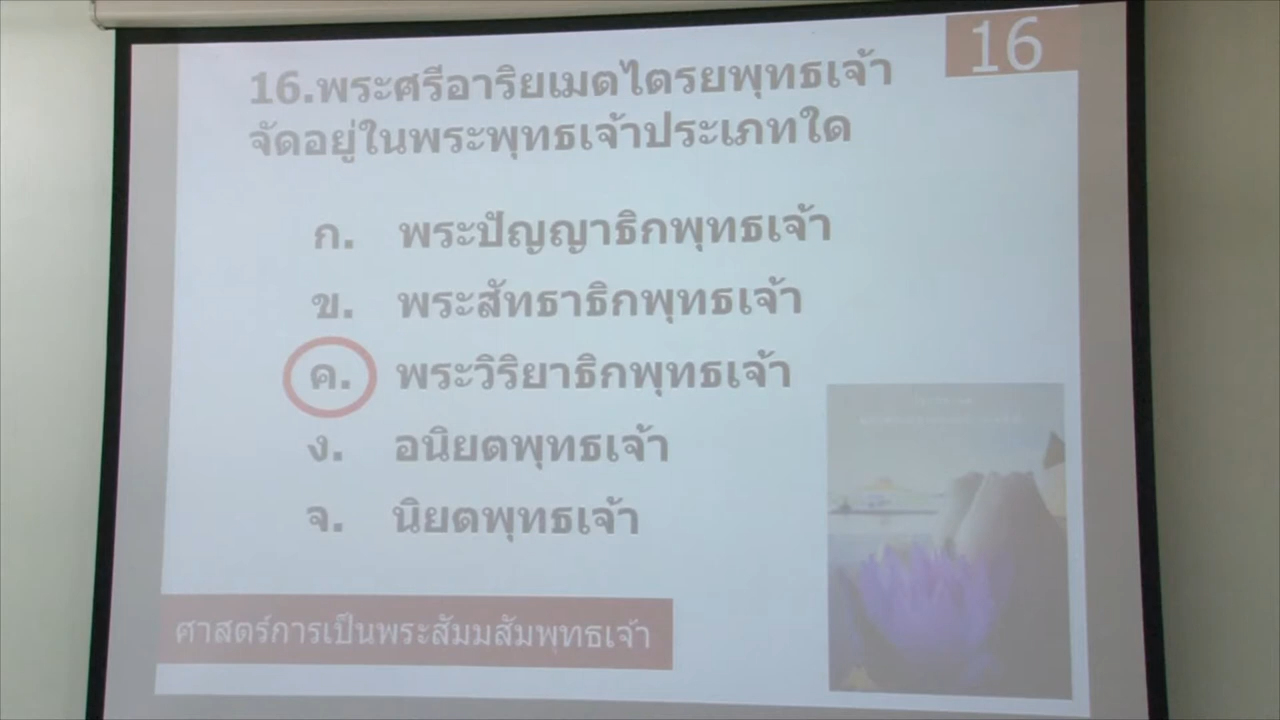 16
16.พระศรีอาริยเมตไตรยพุทธเจ้า
จัดอยู่ในพระพุทธเจ้าประเภทใด
ก. พระปัญญาธิกพุทธเจ้า
ข. พระสัทธาธิกพุทธเจ้า
ค. พระวิริยาธิกพุทธเจ้า
ง. อนิยตพุทธเจ้า
จ. นิยตพุทธเจ้า
ศาสตร์การเป็นพระสัมมสัมพุทธเจ้า